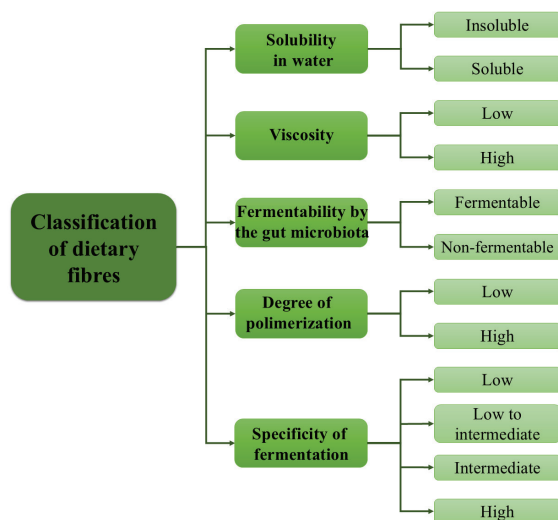 Classification
of dietary
fibres
Solubility
in water
Insoluble
Soluble
Viscosity
Low
High
Fermentability by
the gut microbiota
Fermentable
Non-fermentable
Degree of
polimerization
Low
High
Specificity of
fermentation
Low
Low to
intermediate
Intermediate
High